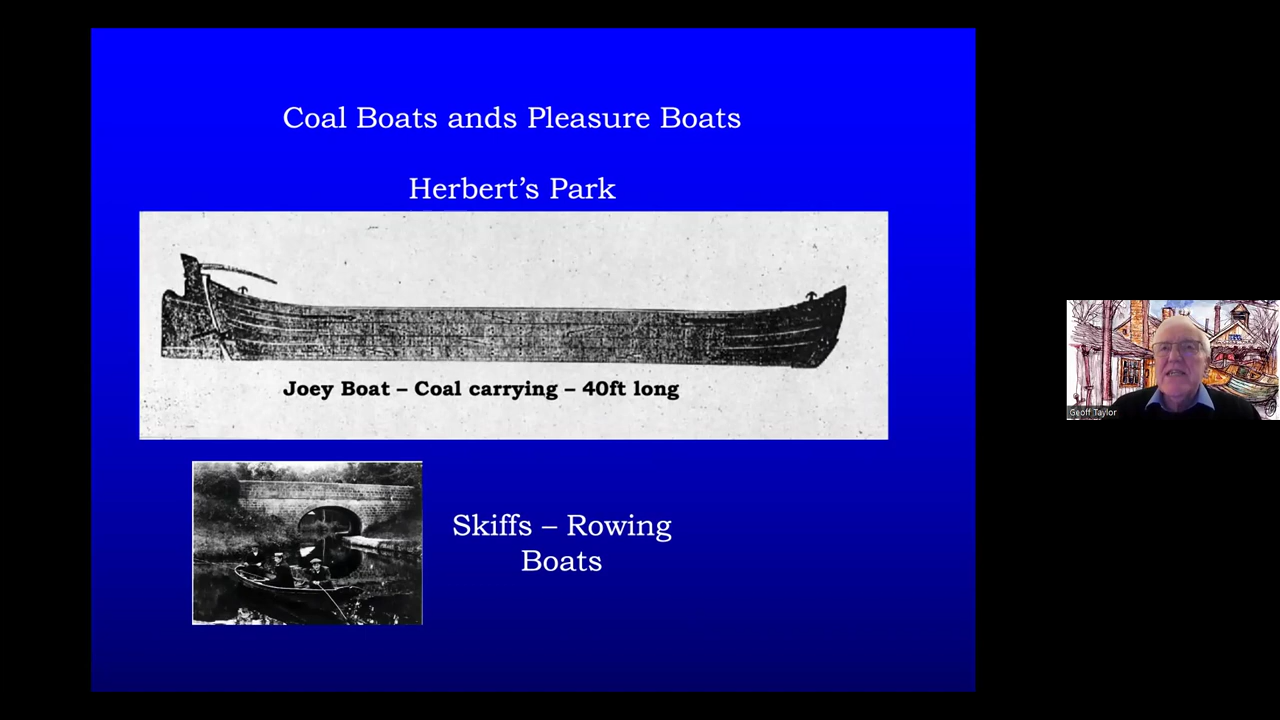 Coal Boats ands Pleasure Boats
Herbert’s Park
Joey Boat – Coal carrying – 40ft long
Skiffs – Rowing
Boats
Geoff Taylor